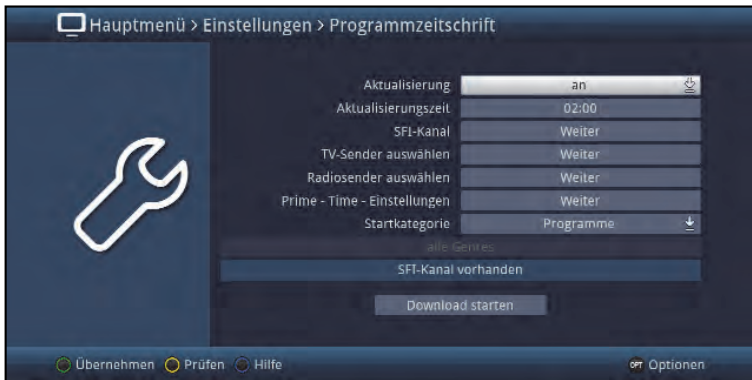 Hauptmenü > Einstellungen > Programmzeitschrift
Aktualisierung an
Aktualisierungszeit 02:00
SFI-Kanal Weiter
TV-Sender auswählen Weiter
Radiosender auswählen Weiter
Prime - Time - Einstellungen Weiter
Startkategorie Programme
alle Genres
SFI-Kanal vorhanden
Download starten
Übernehmen Prüfen Hilfe OPT Optionen